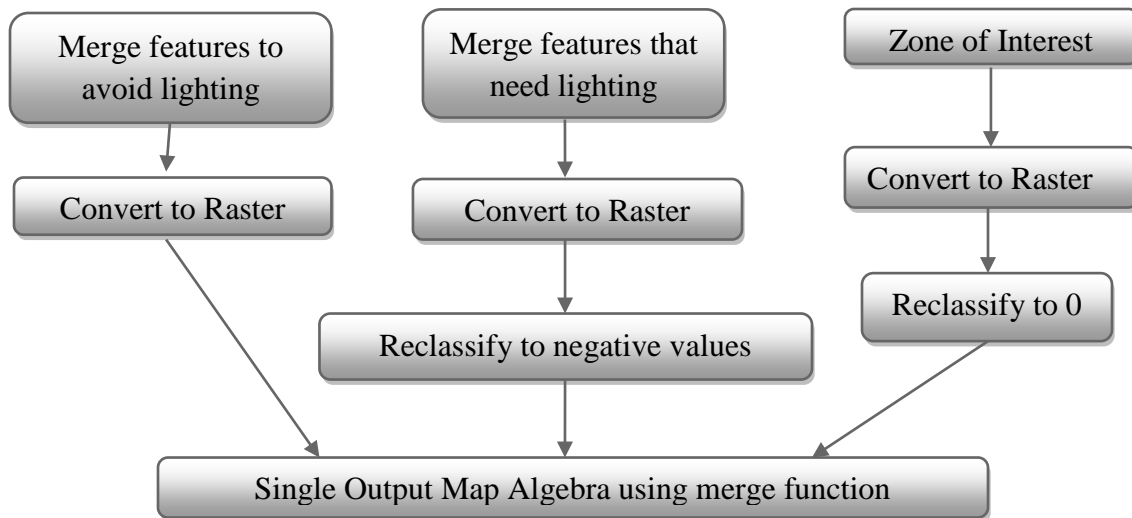 Merge features to
avoid lighting
Merge features that
need lighting
Zone of Interest
Convert to Raster
Convert to Raster
Convert to Raster
Reclassify to negative values
Reclassify to 0
Single Output Map Algebra using merge function